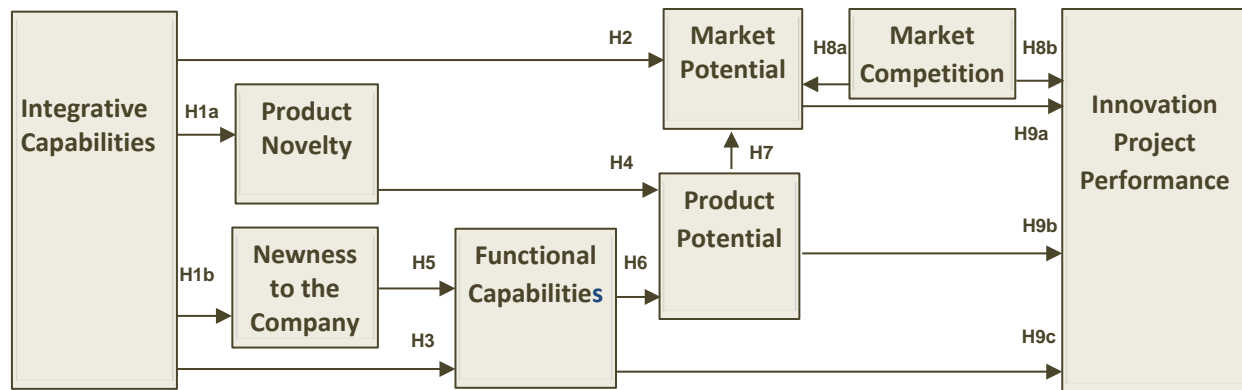 Integrative
Capabilities
H1a
Product
Novelty
H1b
Newness
to the
Company
H2
H4
H5
H3
Functional
Capabilities
H6
Market
Potential
H7
Product
Potential
H8a
Market
Competition
H8b
H9a
H9b
H9c
Innovation
Project
Performance